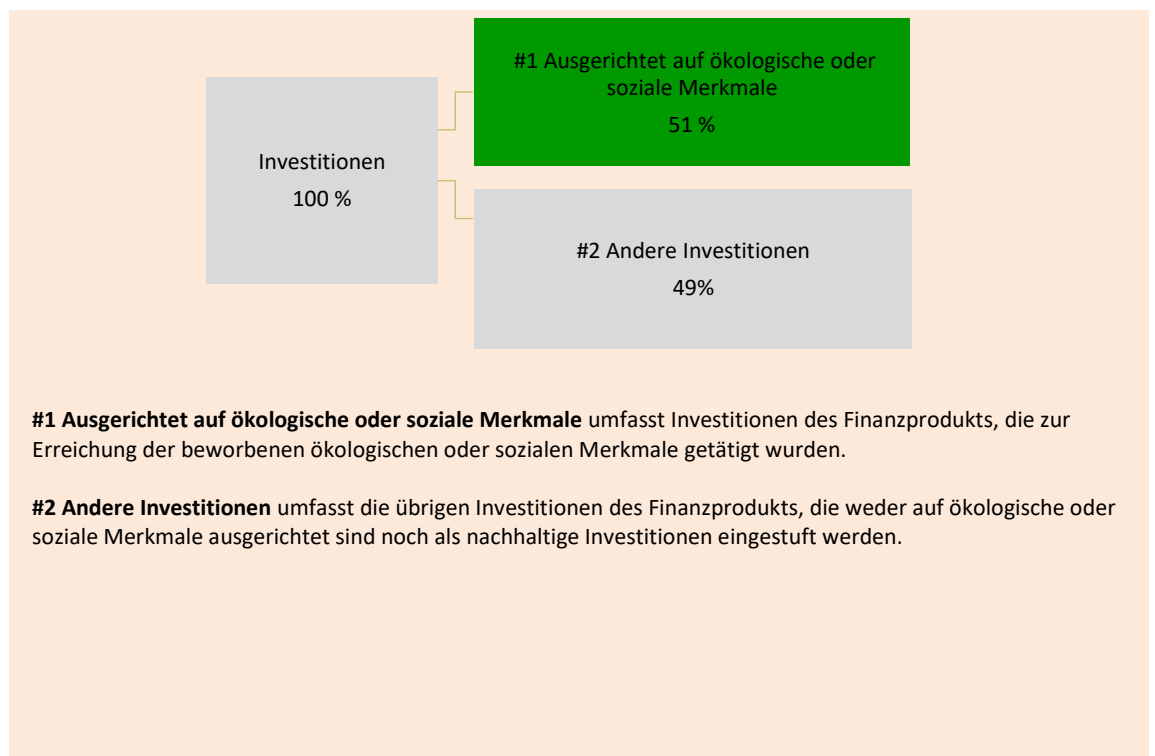 #1 Ausgerichtet auf ökologische oder
soziale Merkmale
51 %
Investitionen
100 %
#2 Andere Investitionen
49%
#1 Ausgerichtet auf ökologische oder soziale Merkmale umfasst Investitionen des Finanzprodukts, die zur
Erreichung der beworbenen ökologischen oder sozialen Merkmale getätigt wurden.
#2 Andere Investitionen umfasst die übrigen Investitionen des Finanzprodukts, die weder auf ökologische oder
soziale Merkmale ausgerichtet sind noch als nachhaltige Investitionen eingestuft werden.